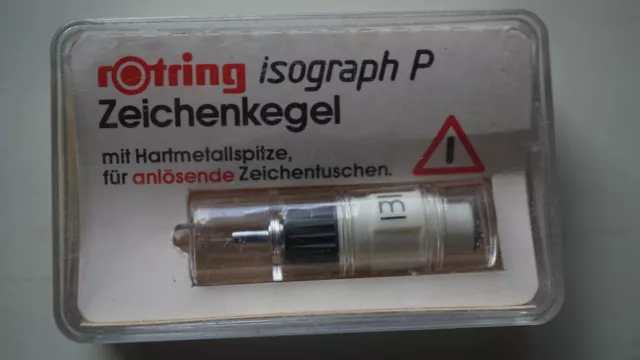 rotring isograph P
Zeichenkegel
mit Hartmetallspitze,
für anlösende Zeichentuschen.